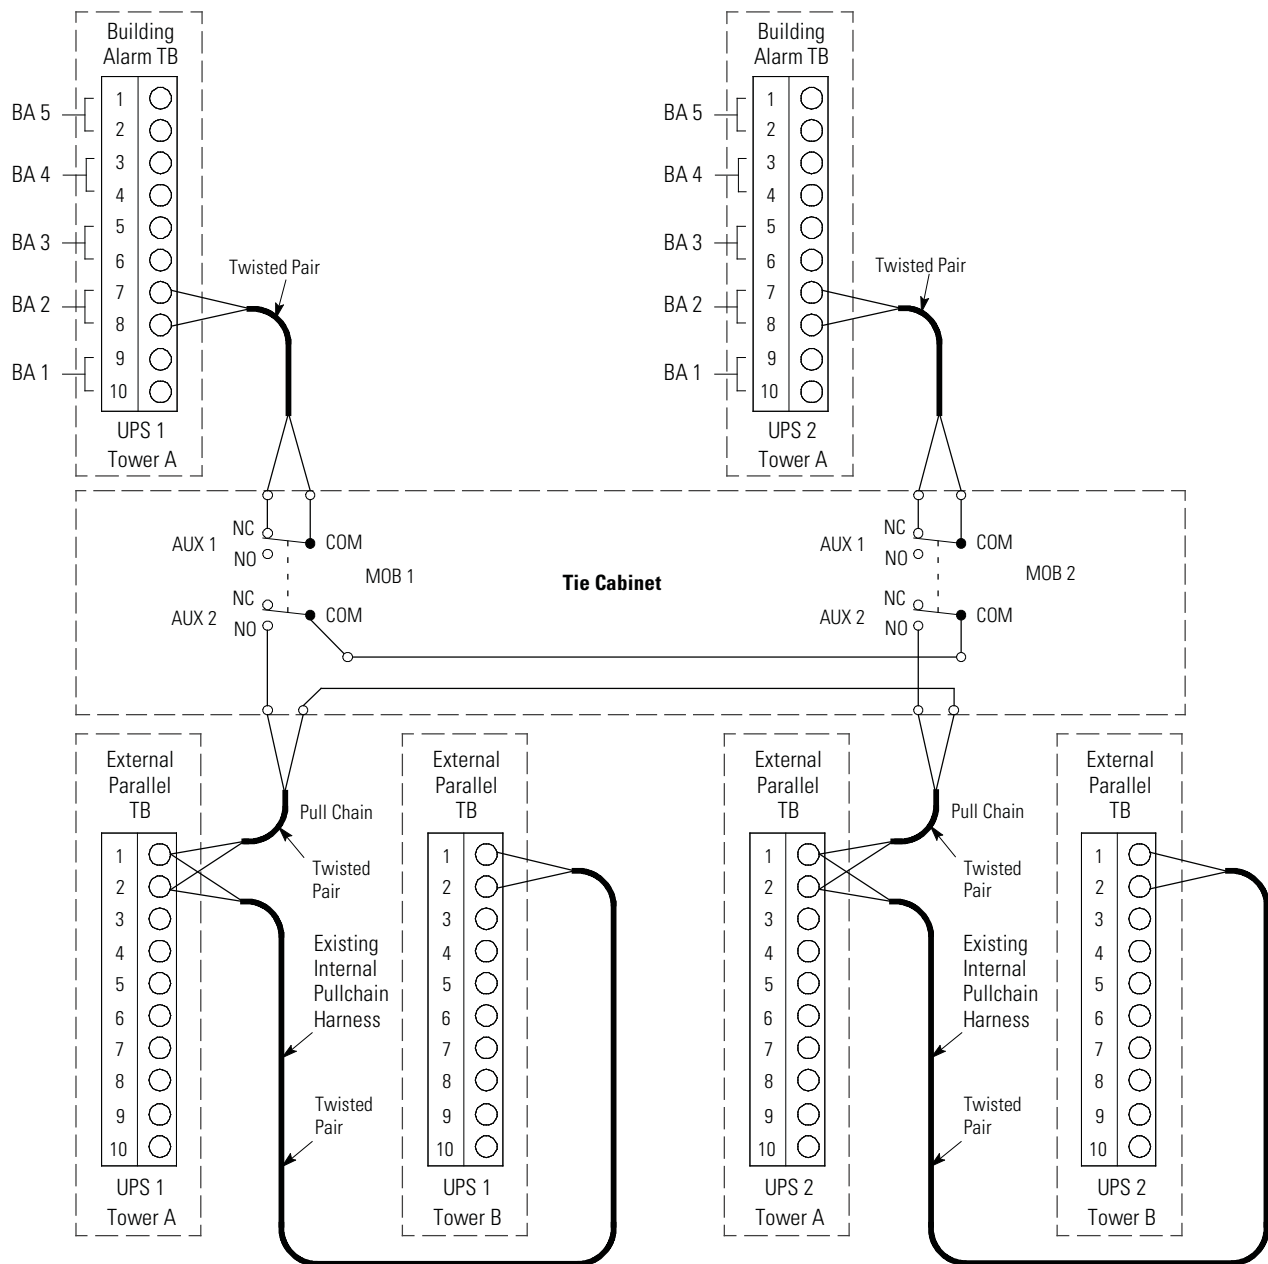 Building
Alarm TB
BA 5
1
2
BA 4
3
4
BA 3
5
6
BA 2
7
8
BA 1
9
10
UPS 1
Tower A
Twisted Pair
Building
Alarm TB
BA 5
1
2
BA 4
3
4
BA 3
5
6
BA 2
7
8
BA 1
9
10
UPS 2
Tower A
Twisted Pair
AUX 1
NC
NO
COM
MOB 1
AUX 2
NC
NO
COM
Tie Cabinet
AUX 1
NC
NO
COM
MOB 2
AUX 2
NC
NO
COM
External
Parallel
TB
1
2
3
4
5
6
7
8
9
10
UPS 1
Tower A
Pull Chain
Twisted
Pair
Existing
Internal
Pullchain
Harness
Twisted
Pair
External
Parallel
TB
1
2
3
4
5
6
7
8
9
10
UPS 1
Tower B
External
Parallel
TB
1
2
3
4
5
6
7
8
9
10
UPS 2
Tower A
Pull Chain
Twisted
Pair
Existing
Internal
Pullchain
Harness
Twisted
Pair
External
Parallel
TB
1
2
3
4
5
6
7
8
9
10
UPS 2
Tower B